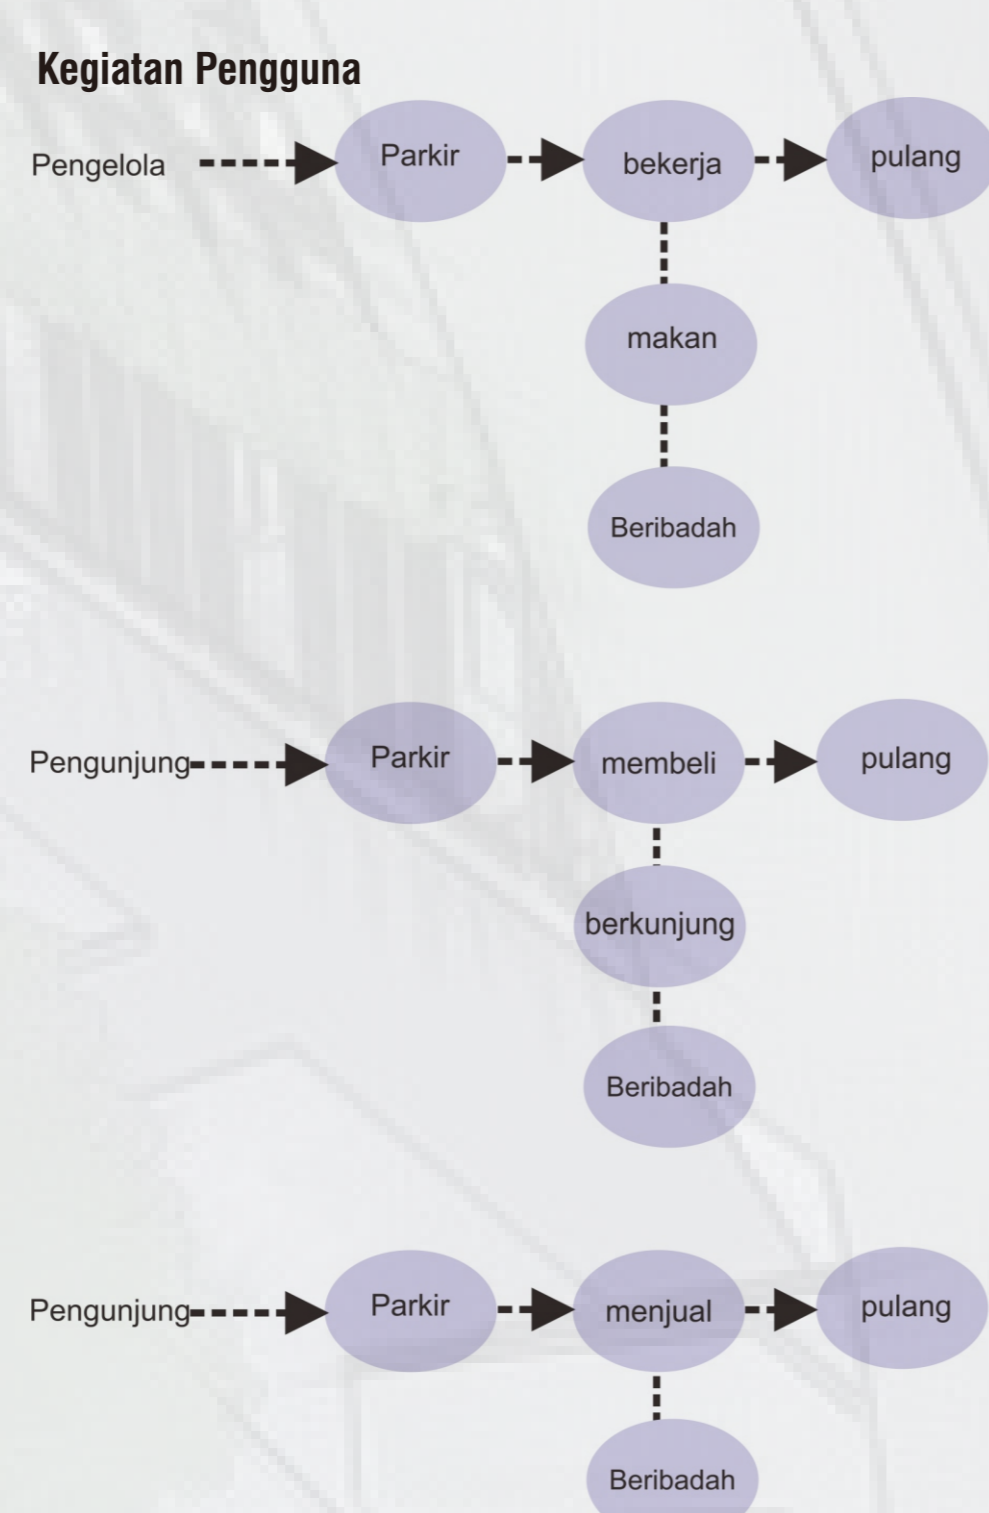 Kegiatan Pengguna
Pengelola Parkir bekerja pulang
makan
Beribadah
Pengunjung Parkir membeli pulang
berkunjung
Beribadah
Pengunjung Parkir menjual pulang
Beribadah